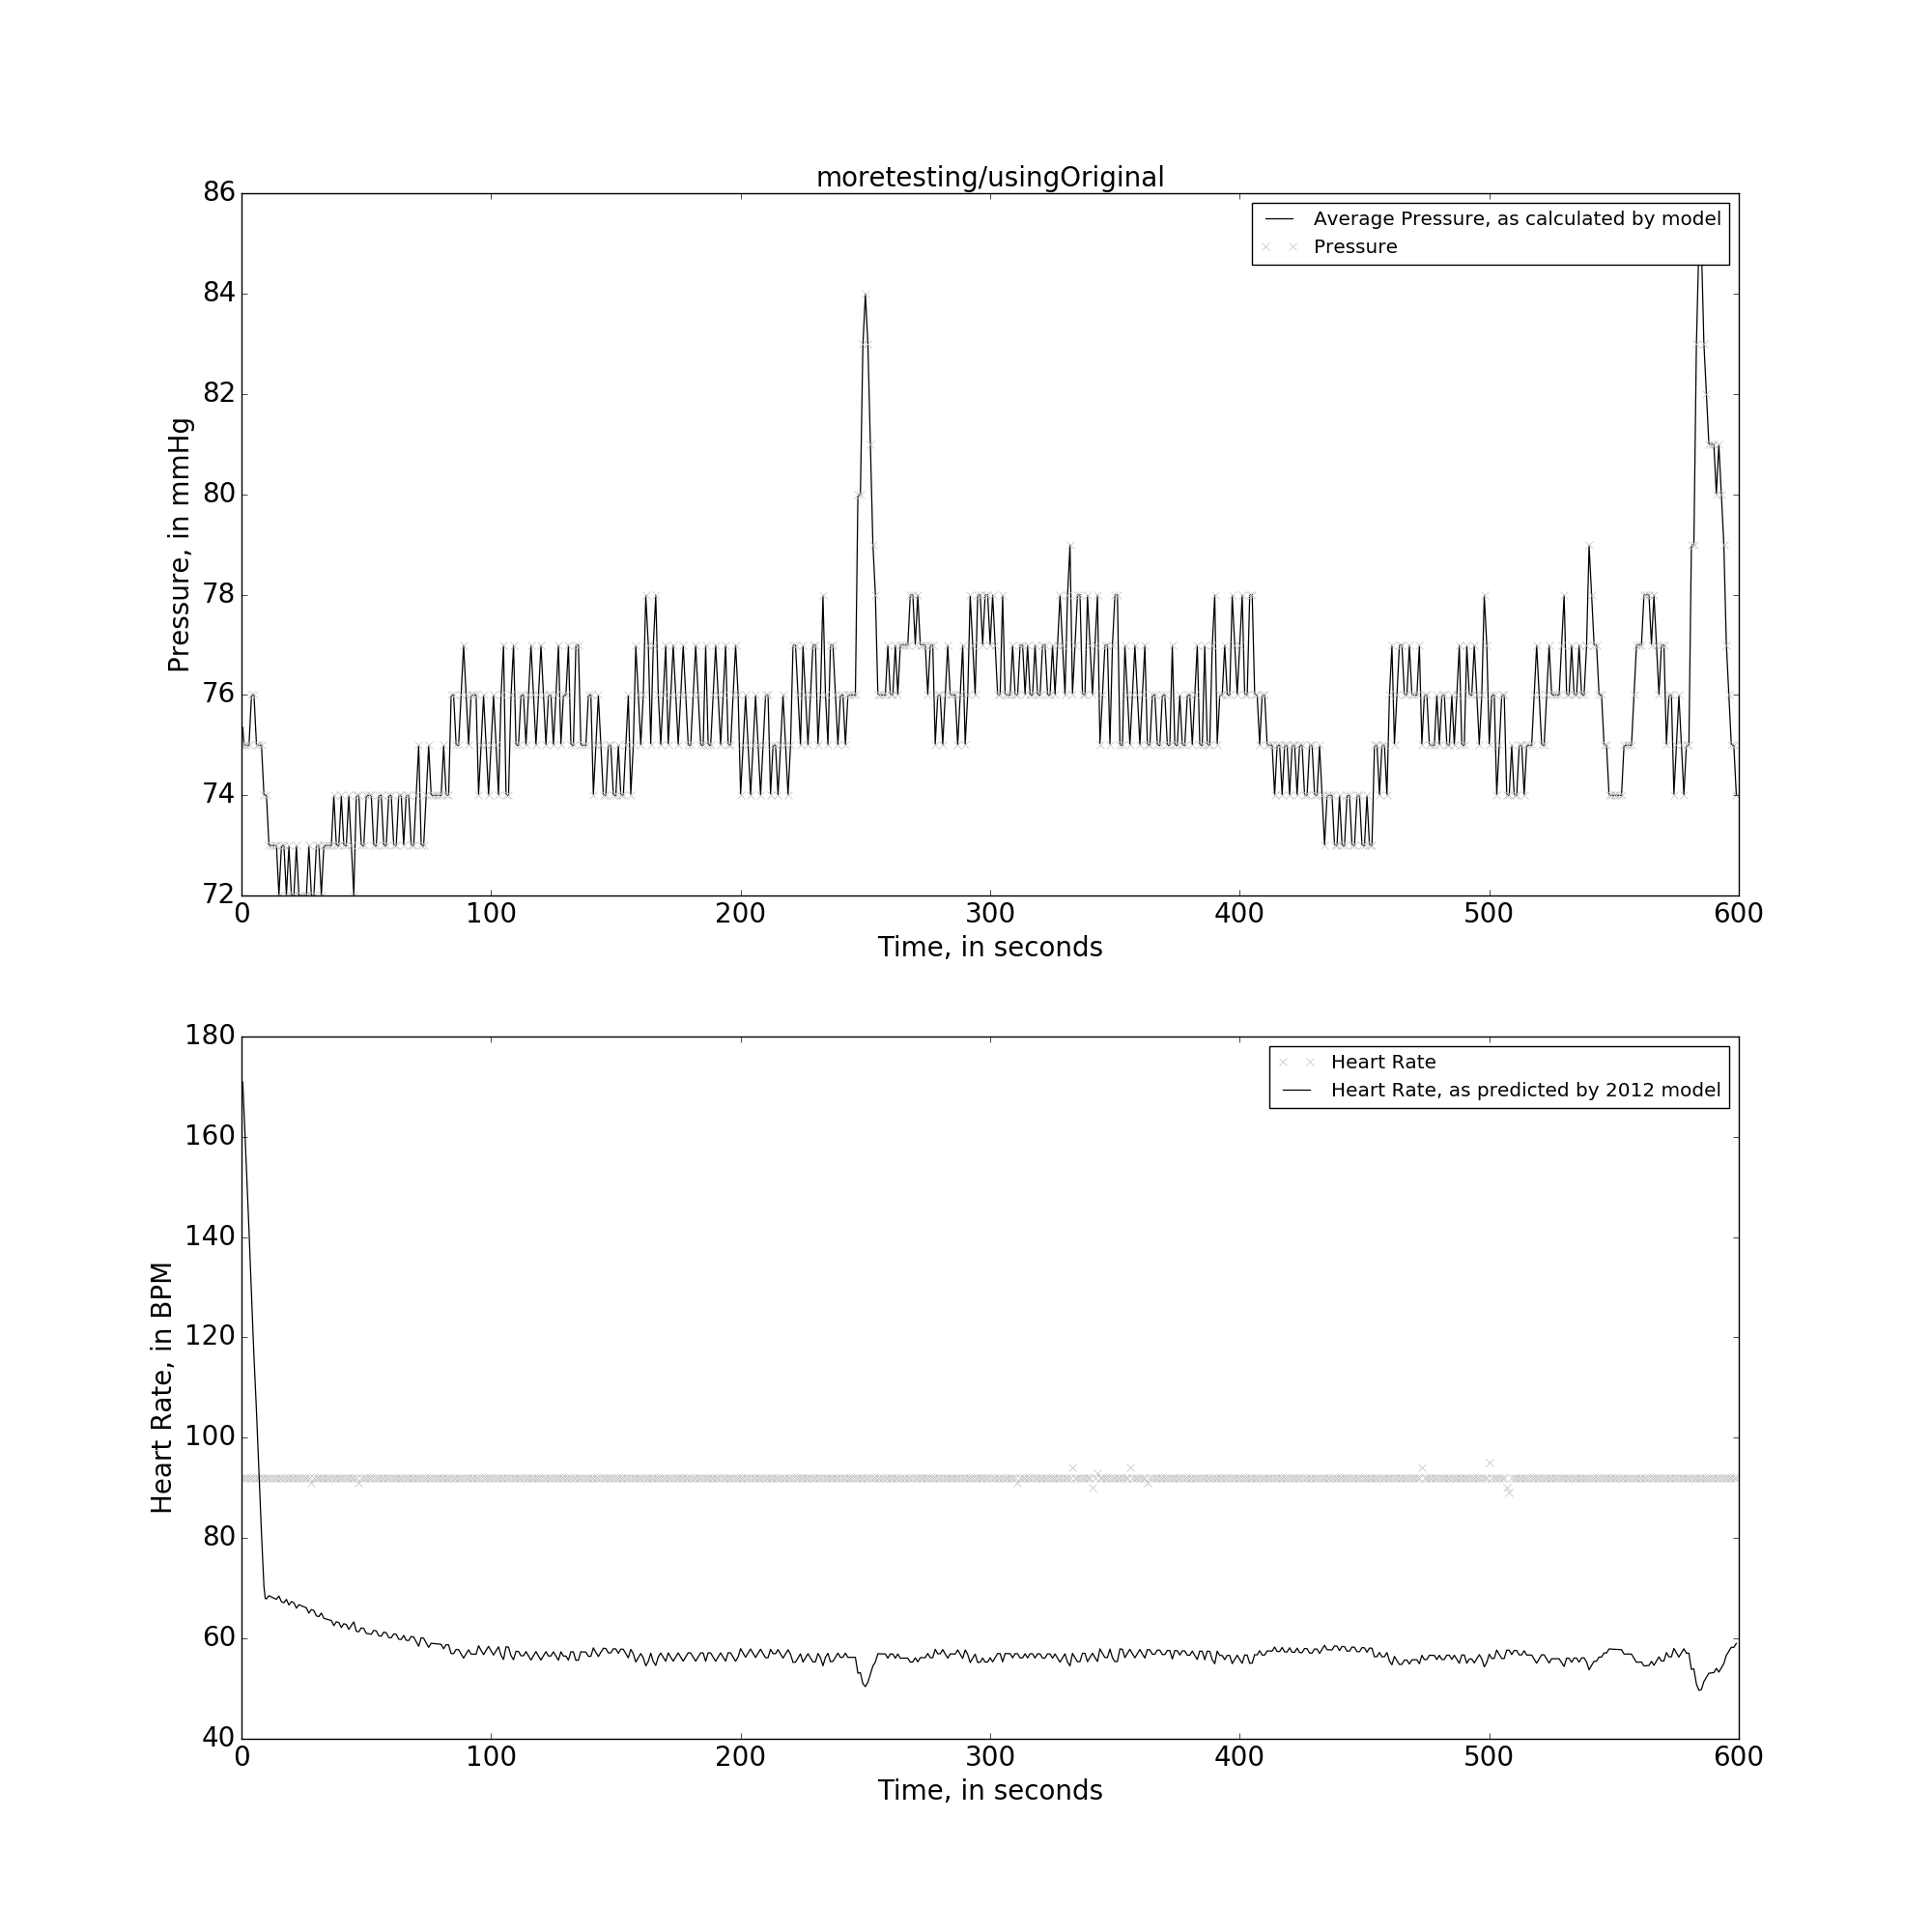 moretesting/usingOriginal
86
84
82
80
78
76
74
72
Pressure, in mmHg
Average Pressure, as calculated by model
Pressure
0 100 200 300 400 500 600
Time, in seconds
180
160
140
120
100
80
60
40
Heart Rate, in BPM
Heart Rate
Heart Rate, as predicted by 2012 model
0 100 200 300 400 500 600
Time, in seconds